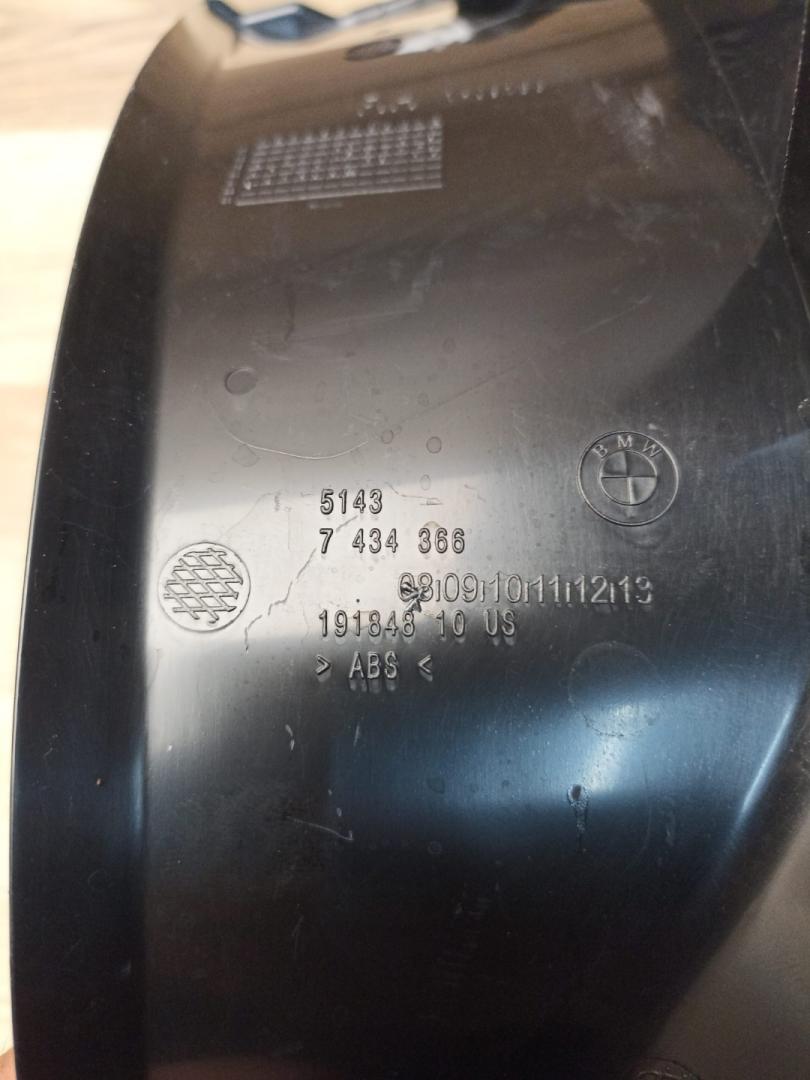 BMW
5143
7 434 366
08 09 10 11 12 13
191848 10 US
> ABS <